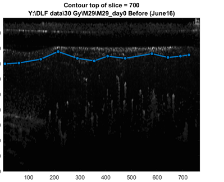 Contour top of slice = 700
Y:\DLF data\30 Gy\M29\M29_day0 Before (June16)
100 200 300 400 500 600 700